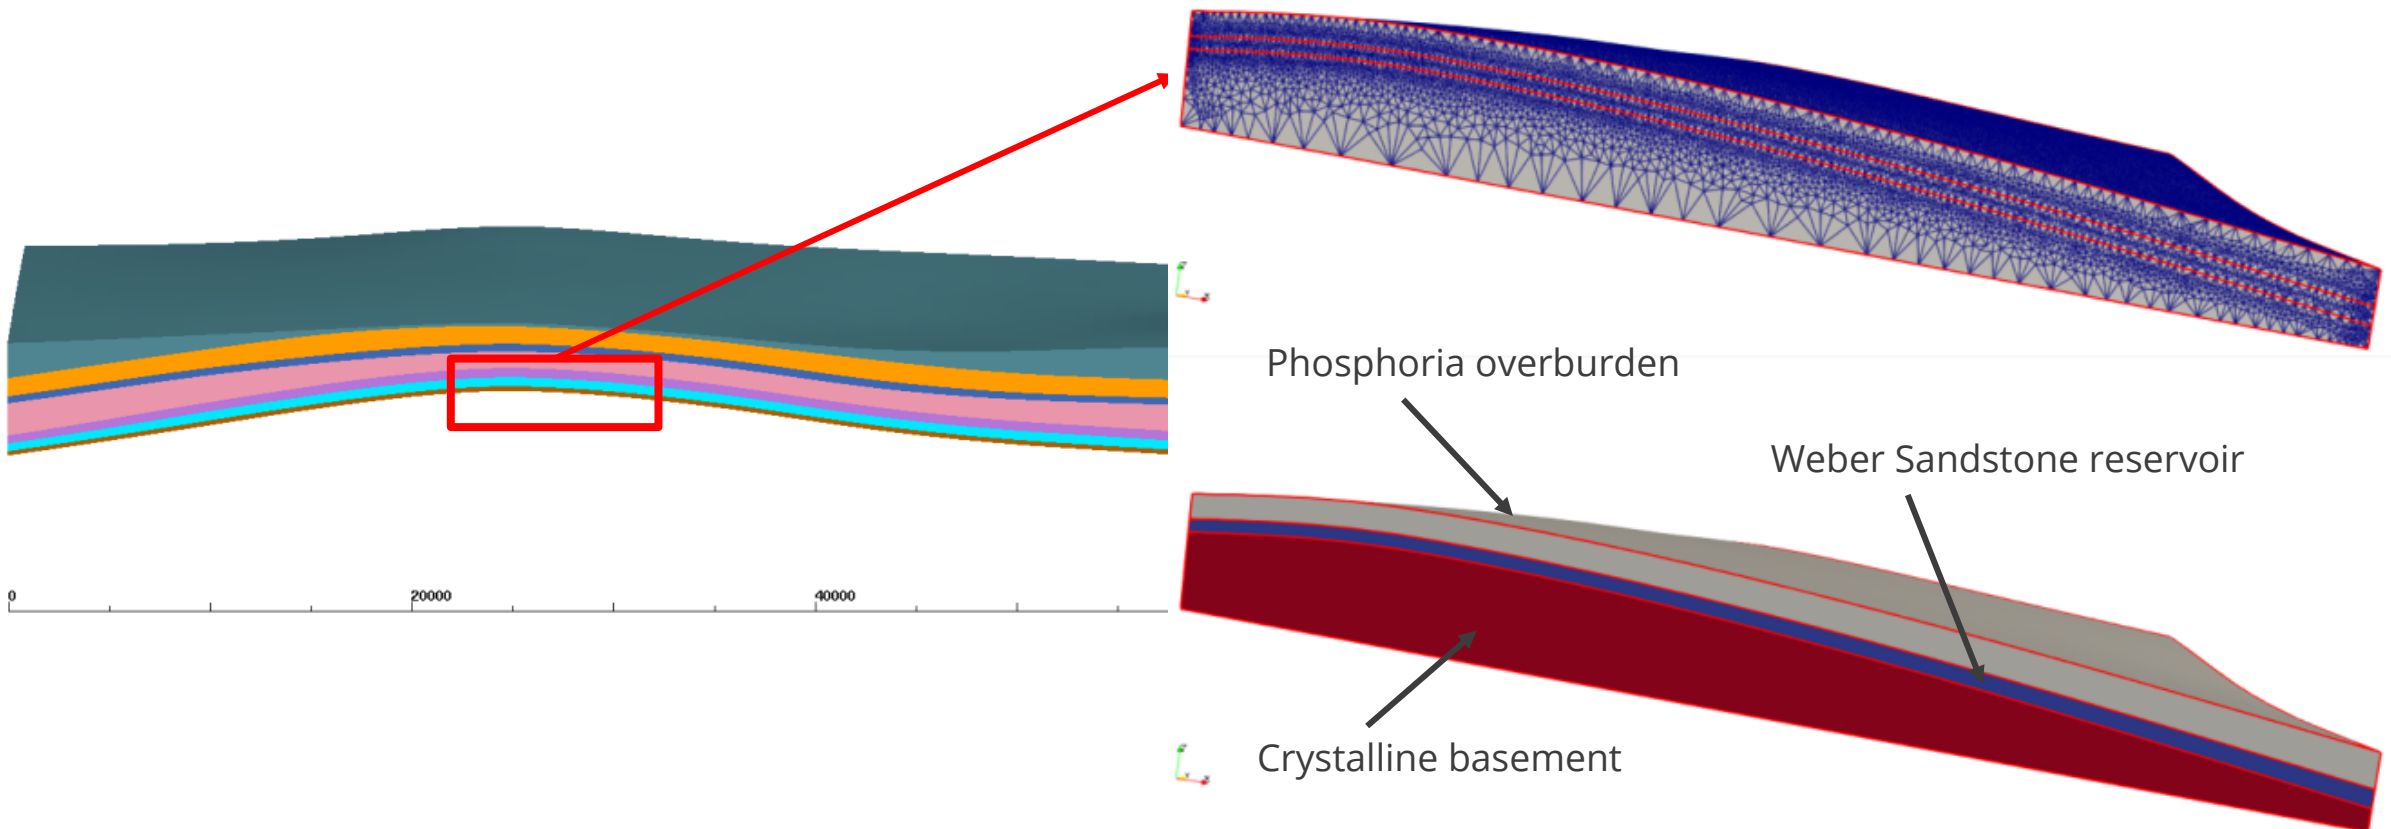 Phosphoria overburden
Weber Sandstone reservoir
0
20000
40000
Crystalline basement